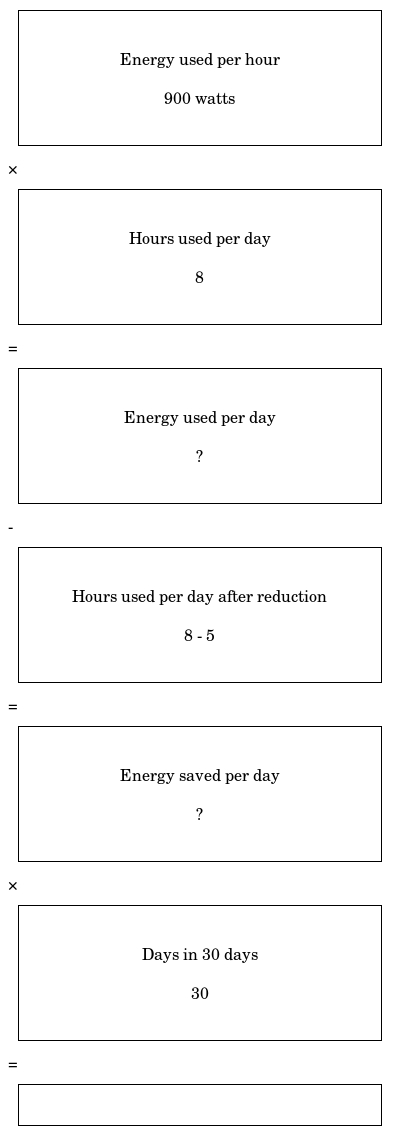 Energy used per hour
900 watts
×
Hours used per day
8
=
Energy used per day
?
-
Hours used per day after reduction
8 - 5
=
Energy saved per day
?
×
Days in 30 days
30
=